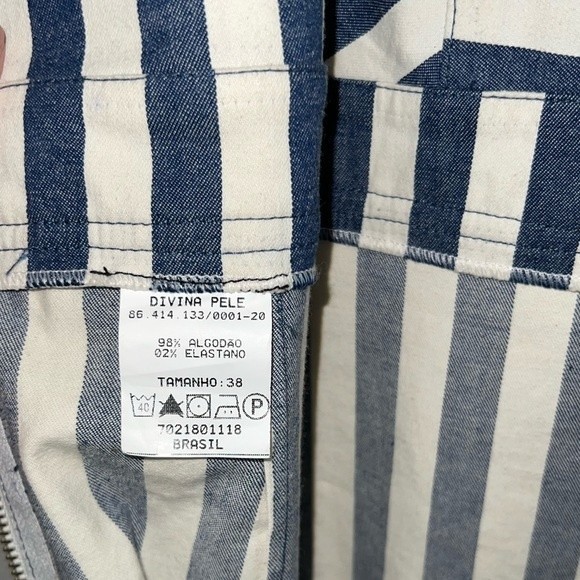 DIVINA PELE
86.414.133/0001-20
98% ALGODÃO
02% ELASTANO
TAMANHO:38
40 P
7021801118
BRASIL